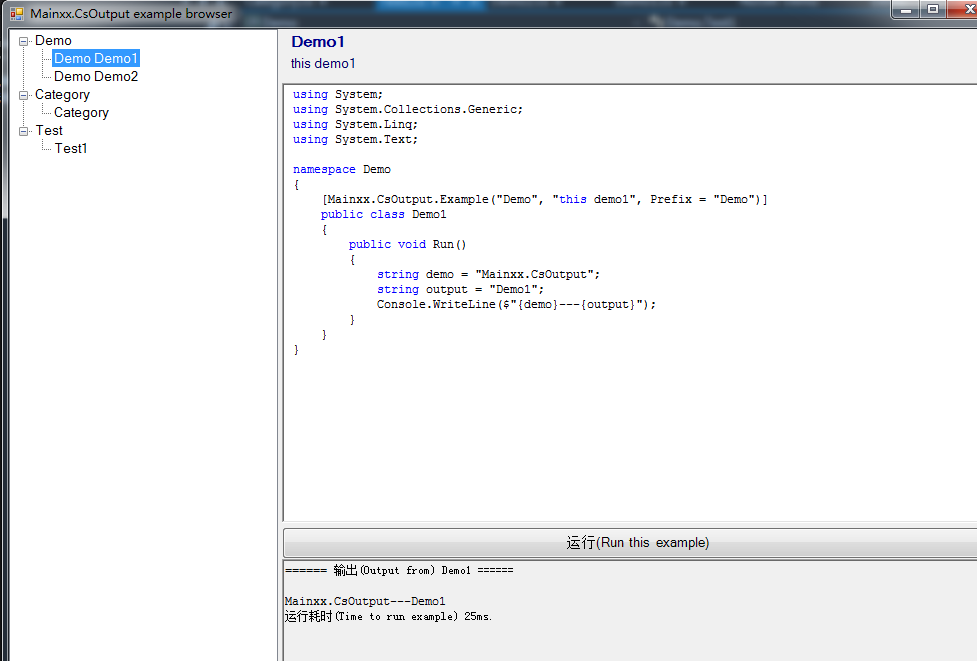 Mainxx.CsOutput example browser
Demo
Demo Demo1
Demo Demo2
Category
Category
Test
Test1
Demo1
this demo1
using System;
using System.Collections.Generic;
using System.Linq;
using System.Text;
namespace Demo
{
[Mainxx.CsOutput.Example("Demo", "this demo1", Prefix = "Demo")]
public class Demo1
{
public void Run()
{
string demo = "Mainxx.CsOutput";
string output = "Demo1";
Console.WriteLine($"{demo}---{output}");
}
}
}
运行(Run this example)
====== 输出(Output from) Demo1 ======
Mainxx.CsOutput---Demo1
运行耗时(Time to run example) 25ms.